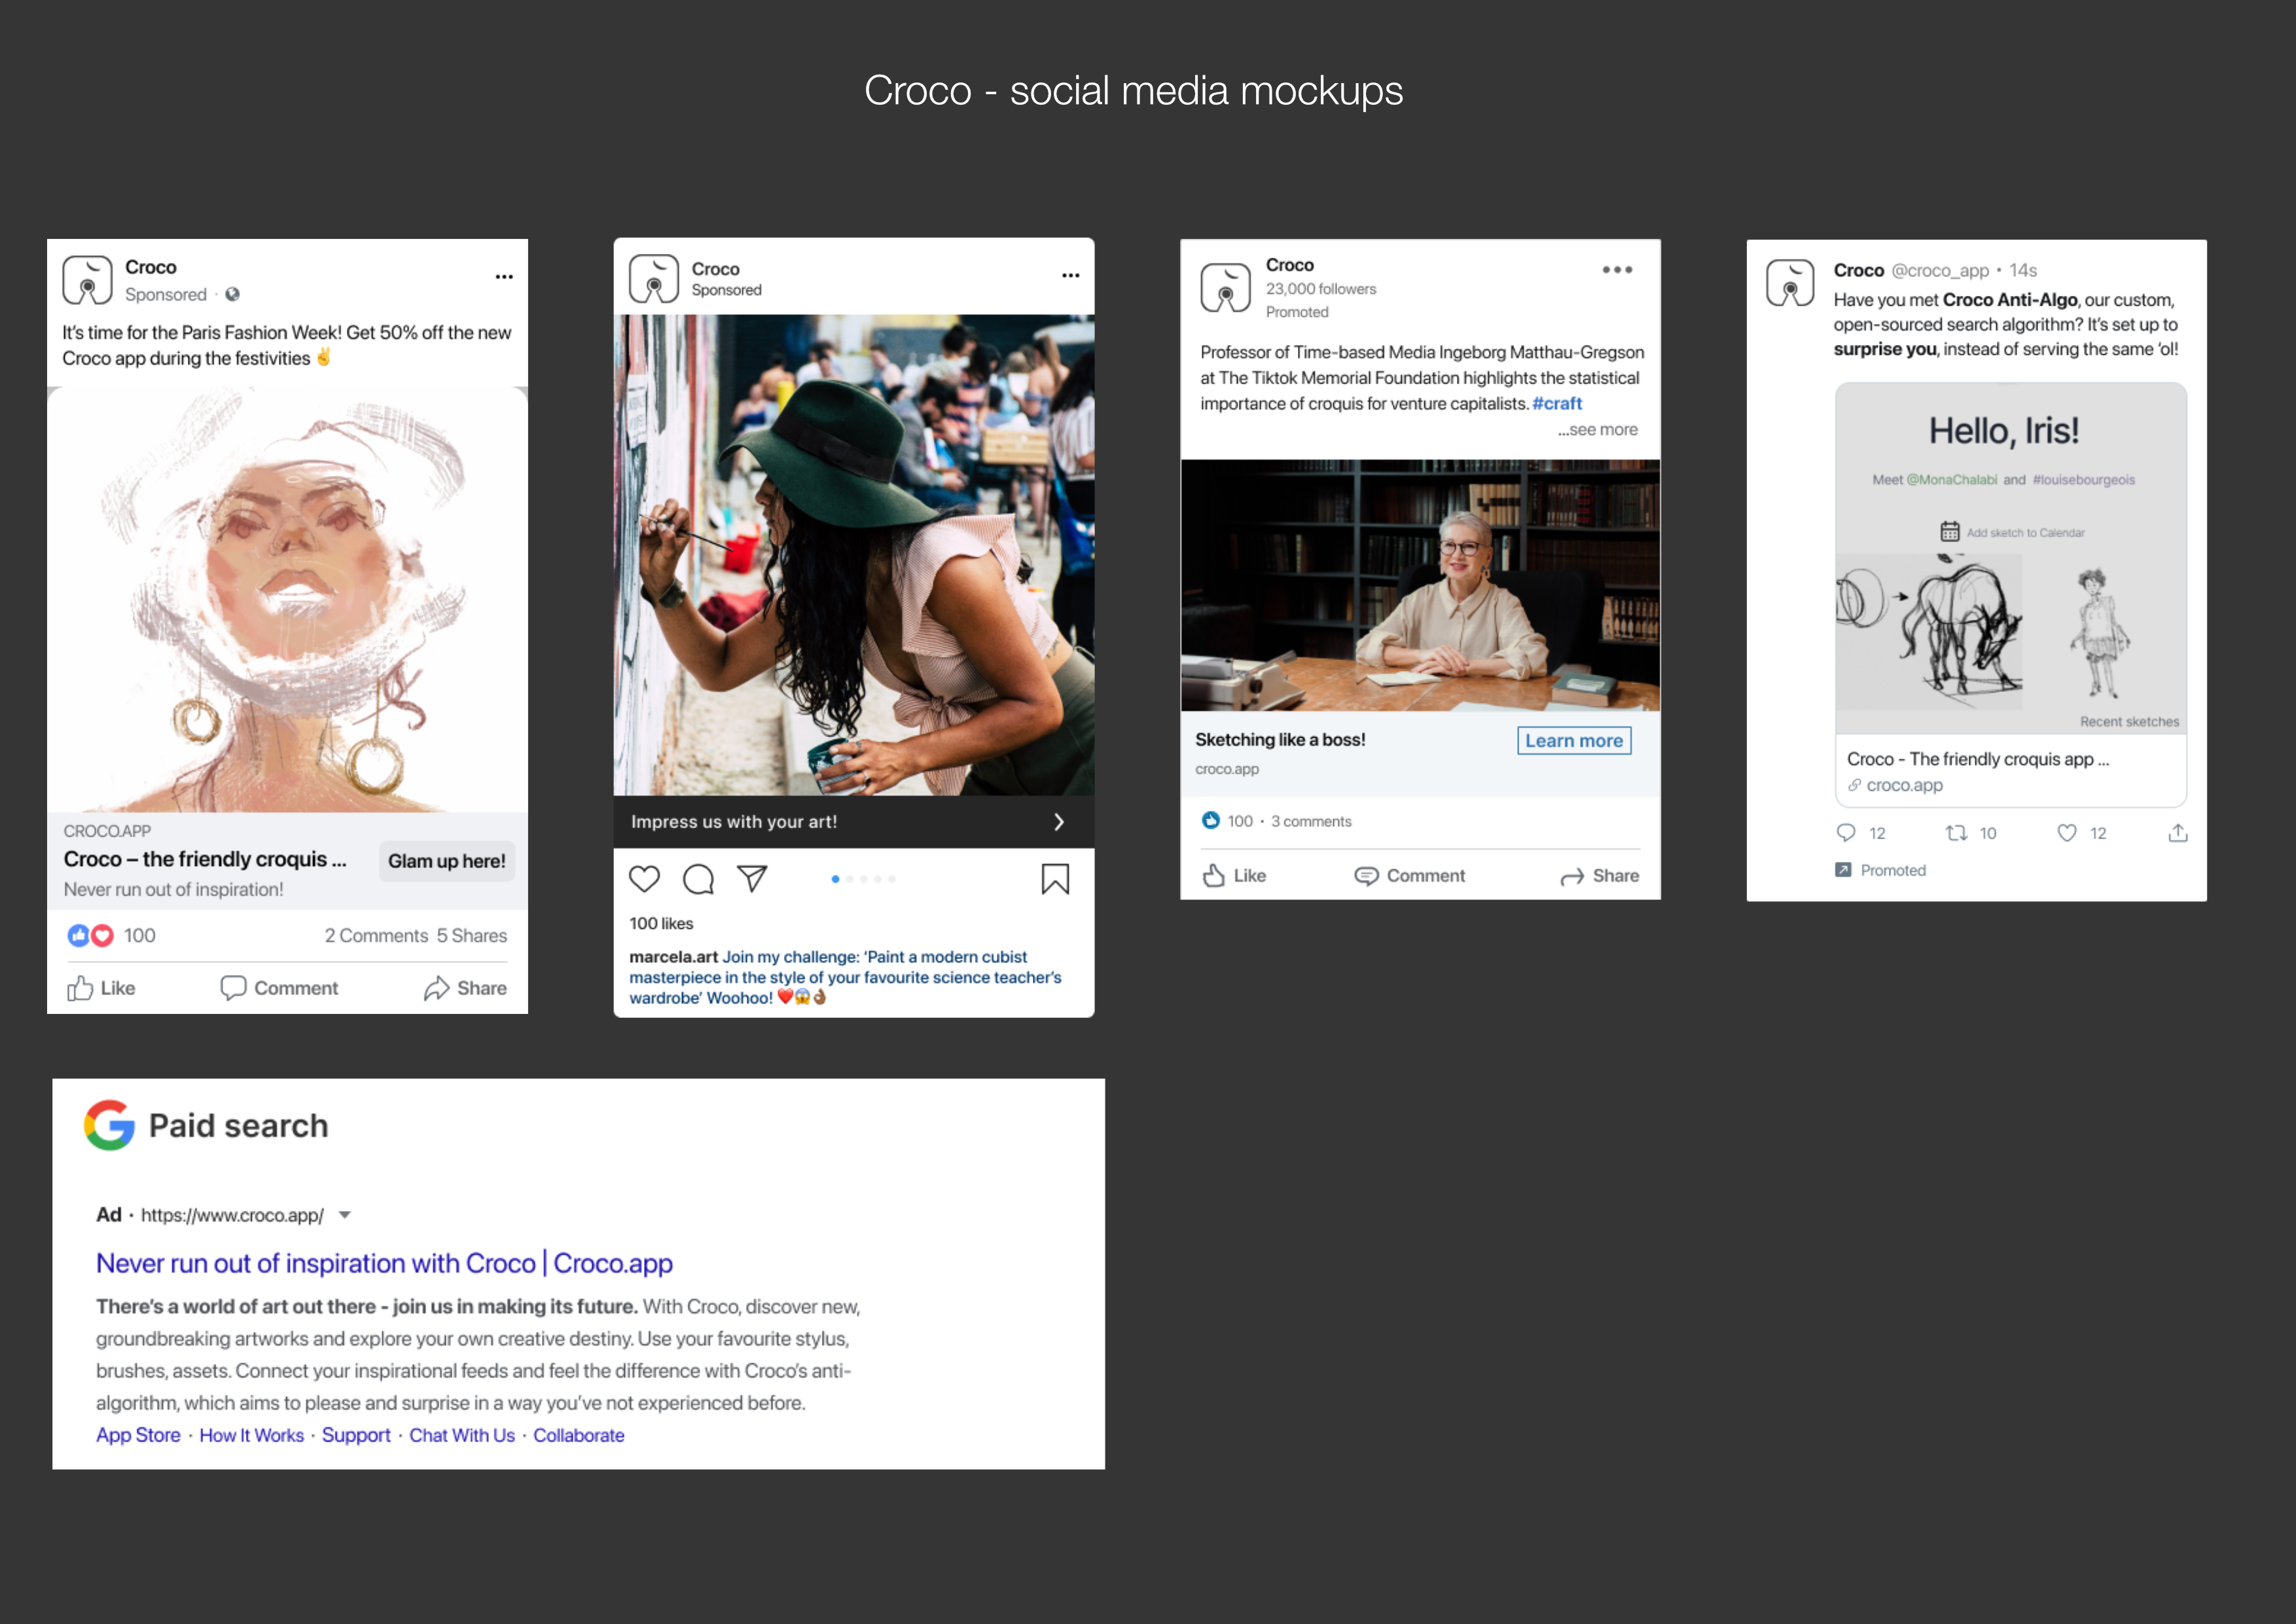 Croco - social media mockups
Croco
Sponsored ·
It's time for the Paris Fashion Week! Get 50% off the new
Croco app during the festivities ✌️
CROCO.APP
Croco – the friendly croquis ...
Glam up here!
Never run out of inspiration!
100
2 Comments 5 Shares
Like
Comment
Share
Croco
Sponsored
Impress us with your art!
100 likes
marcela.art Join my challenge: ‘Paint a modern cubist
masterpiece in the style of your favourite science teacher’s
wardrobe’ Woohoo! ❤️😱👌🏾
Croco
23,000 followers
Promoted
Professor of Time-based Media Ingeborg Matthau-Gregson
at The Tiktok Memorial Foundation highlights the statistical
importance of croquis for venture capitalists. #craft
...see more
Sketching like a boss!
Learn more
croco.app
100 · 3 comments
Like
Comment
Share
Croco @croco_app • 14s
Have you met Croco Anti-Algo, our custom,
open-sourced search algorithm? It’s set up to
surprise you, instead of serving the same ‘ol!
Hello, Iris!
Meet @MonaChalabi and #louisebourgeois
Add sketch to Calendar
Recent sketches
Croco - The friendly croquis app ...
croco.app
12
10
12
Promoted
Paid search
Ad · https://www.croco.app/
Never run out of inspiration with Croco | Croco.app
There’s a world of art out there - join us in making its future. With Croco, discover new,
groundbreaking artworks and explore your own creative destiny. Use your favourite stylus,
brushes, assets. Connect your inspirational feeds and feel the difference with Croco’s anti-
algorithm, which aims to please and surprise in a way you’ve not experienced before.
App Store · How It Works · Support · Chat With Us · Collaborate